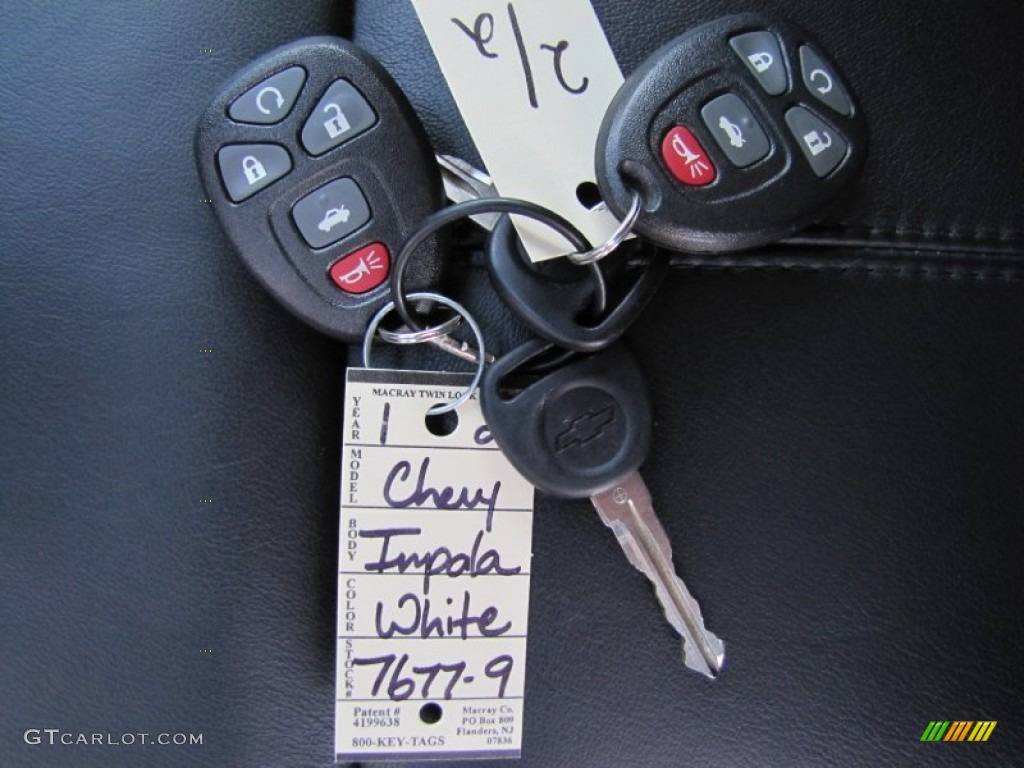 2/2
MACRAY TWIN LOCK
YEAR 1
MODEL Chevy
BODY Impala
COLOR White
STOCK# 7677-9
Patent #
4199638
800-KEY-TAGS
Macray Co.
PO Box 809
Flanders, NJ
07836
GTCARLOT.COM